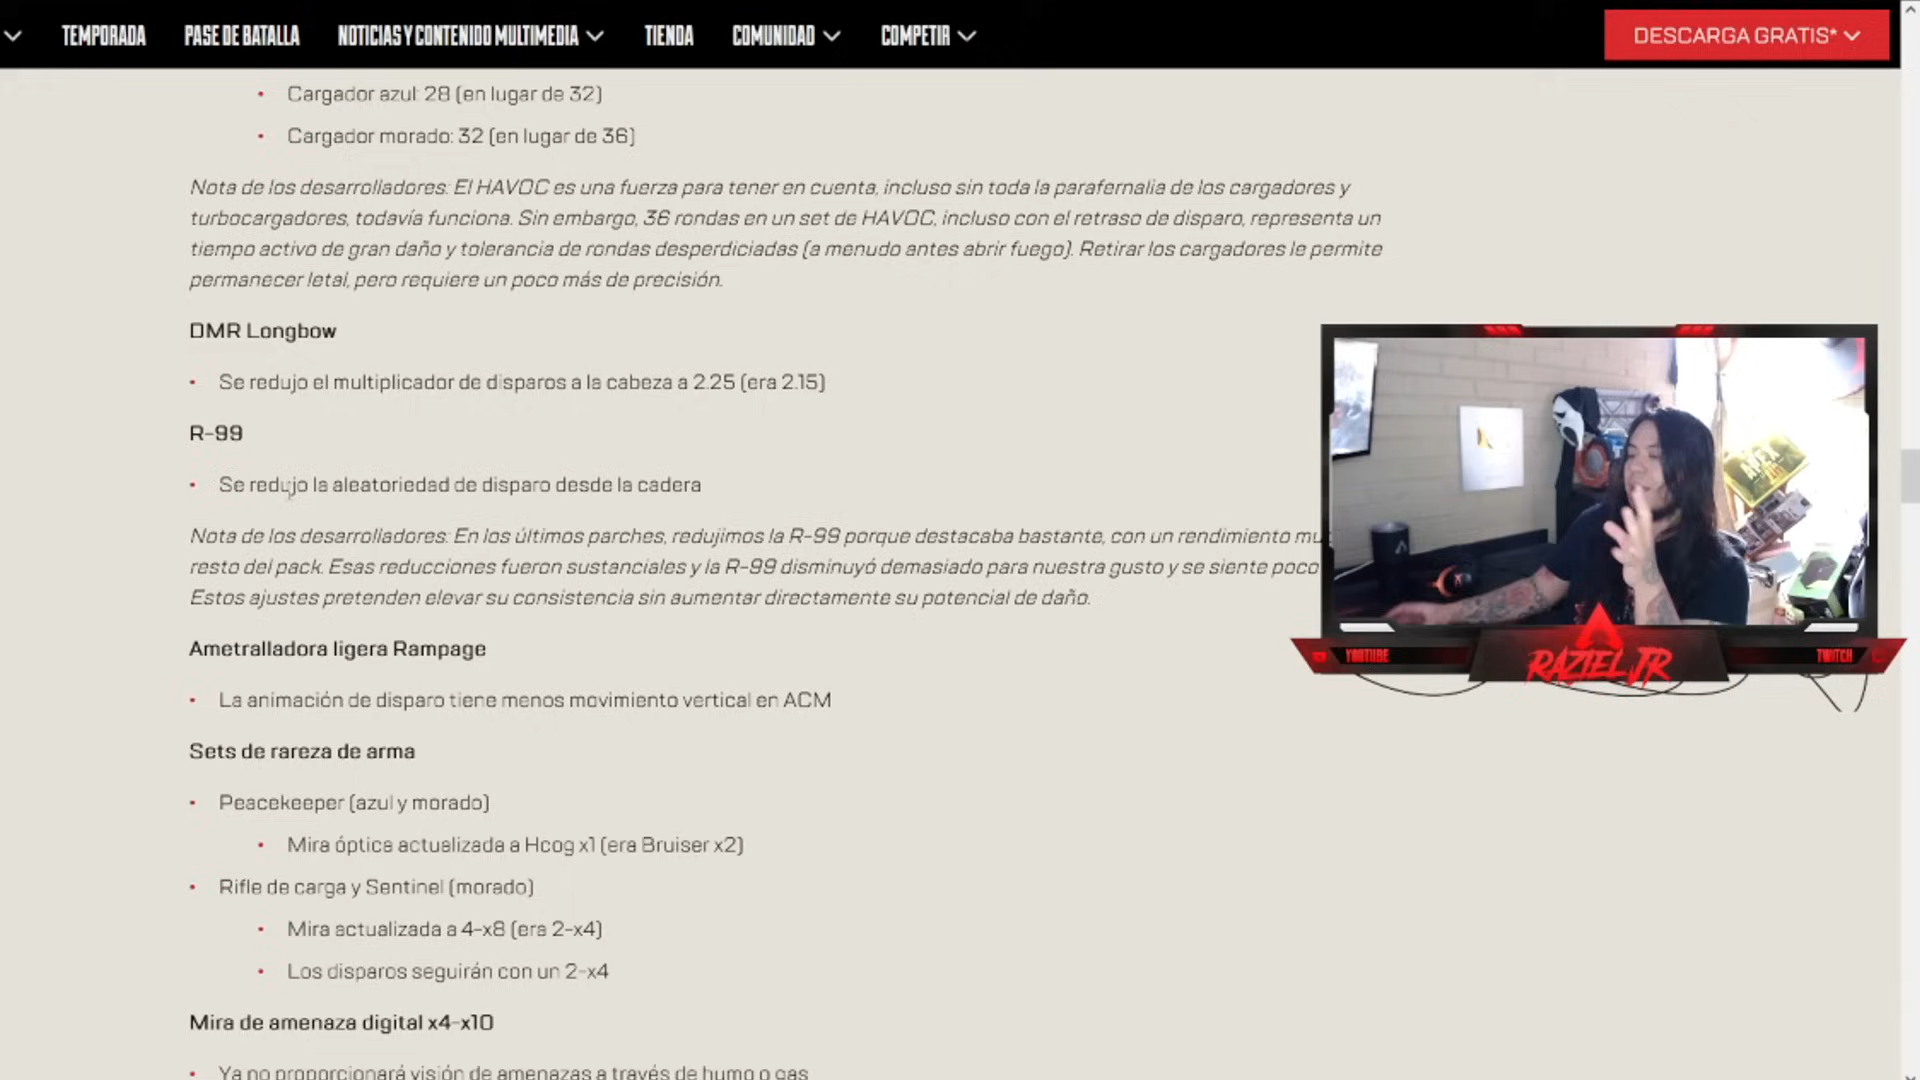 TEMPORADA
PASE DE BATALLA
NOTICIAS Y CONTENIDO MULTIMEDIA
TIENDA
COMUNIDAD
COMPETIR
DESCARGA GRATIS*
• Cargador azul: 28 (en lugar de 32)
• Cargador morado: 32 (en lugar de 36)
Nota de los desarrolladores: El HAVOC es una fuerza para tener en cuenta, incluso sin toda la parafernalia de los cargadores y
turbocargadores, todavía funciona. Sin embargo, 36 rondas en un set de HAVOC, incluso con el retraso de disparo, representa un
tiempo activo de gran daño y tolerancia de rondas desperdiciadas (a menudo antes abrir fuego). Retirar los cargadores le permite
permanecer letal, pero requiere un poco más de precisión.
DMR Longbow
• Se redujo el multiplicador de disparos a la cabeza a 2.25 (era 2.15)
R-99
• Se redujo la aleatoriedad de disparo desde la cadera
Nota de los desarrolladores: En los últimos parches, redujimos la R-99 porque destacaba bastante, con un rendimiento
resto del pack. Esas reducciones fueron sustanciales y la R-99 disminuyó demasiado para nuestra gusto y se siente poco
Estos ajustes pretenden elevar su consistencia sin aumentar directamente su potencial de daño.
Ametralladora ligera Rampage
• La animación de disparo tiene menos movimiento vertical en ACM
Sets de rareza de arma
• Peacekeeper (azul y morado)
• Mira óptica actualizada a Hcog x1 (era Bruiser x2)
• Rifle de carga y Sentinel (morado)
• Mira actualizada a 4-x8 (era 2-x4)
• Los disparos seguirán con un 2-x4
Mira de amenaza digital x4-x10
• Ya no proporcionará visión de amenazas a través de humo o gas
YOUTUBE
RAZIEL JR
TWITCH